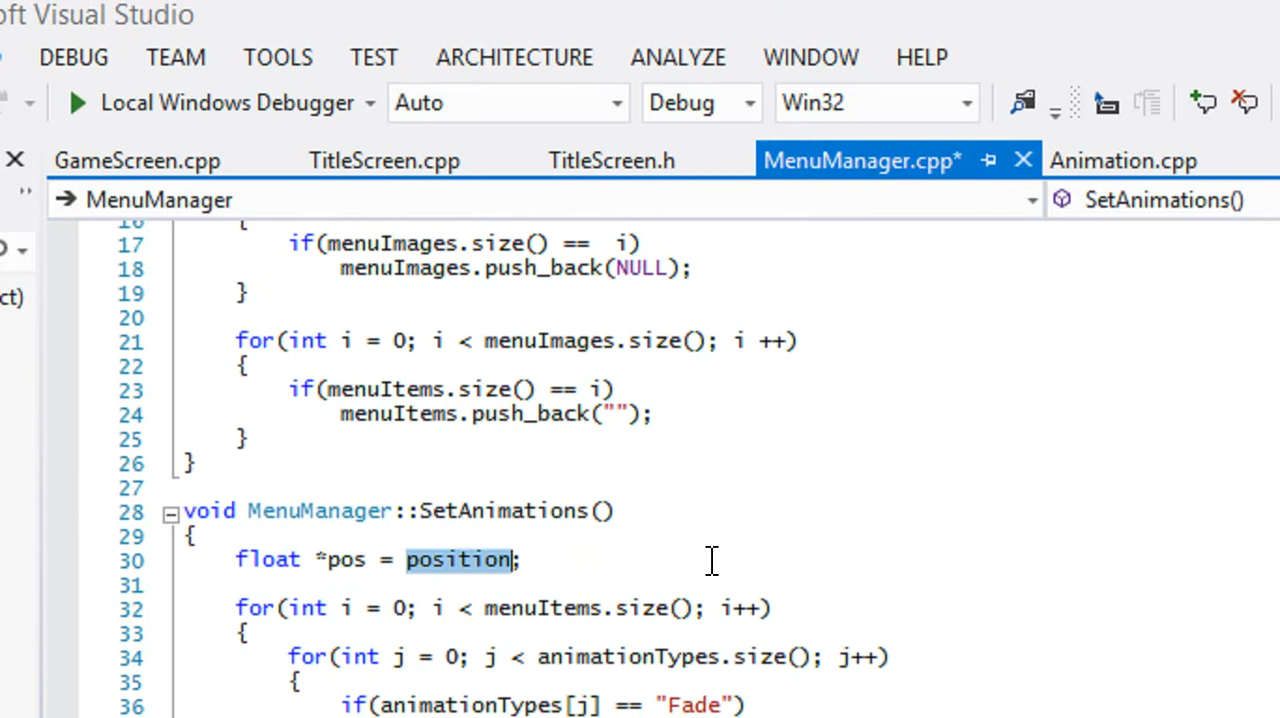 oft Visual Studio
DEBUG TEAM TOOLS TEST ARCHITECTURE ANALYZE WINDOW HELP
Local Windows Debugger Auto Debug Win32
GameScreen.cpp TitleScreen.cpp TitleScreen.h MenuManager.cpp* Animation.cpp
MenuManager SetAnimations()
16 {
17 if(menuImages.size() ==  i)
ct)
18 menuImages.push_back(NULL);
19 }
20
21 for(int i = 0; i < menuImages.size(); i ++)
22 {
23 if(menuItems.size() == i)
24 menuItems.push_back("");
25 }
26 }
27
28 void MenuManager::SetAnimations()
29 {
30 float *pos = position;
31
32 for(int i = 0; i < menuItems.size(); i++)
33 {
34 for(int j = 0; j < animationTypes.size(); j++)
35 {
36 if(animationTypes[j] == "Fade")